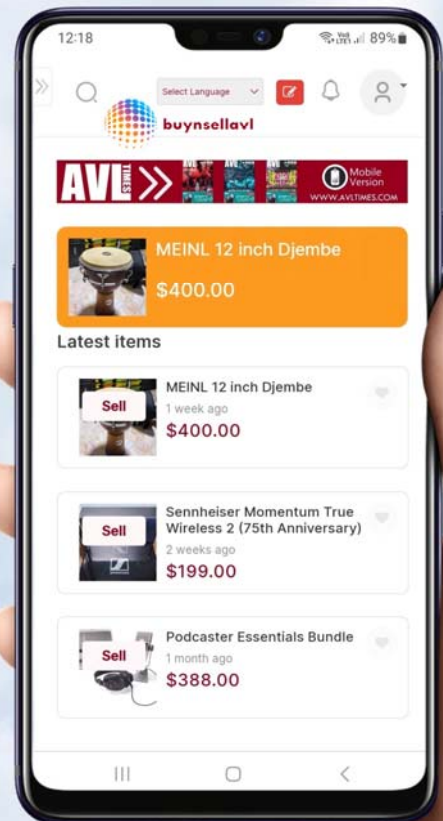 12:18
VoI LTE1 89%
Select Language
buynsellavl
AVL TIMES
Mobile Version
WWW.AVLTIMES.COM
MEINL 12 inch Djembe
$400.00
Latest items
Sell
MEINL 12 inch Djembe
1 week ago
$400.00
Sell
Sennheiser Momentum True
Wireless 2 (75th Anniversary)
2 weeks ago
$199.00
Sell
Podcaster Essentials Bundle
1 month ago
$388.00